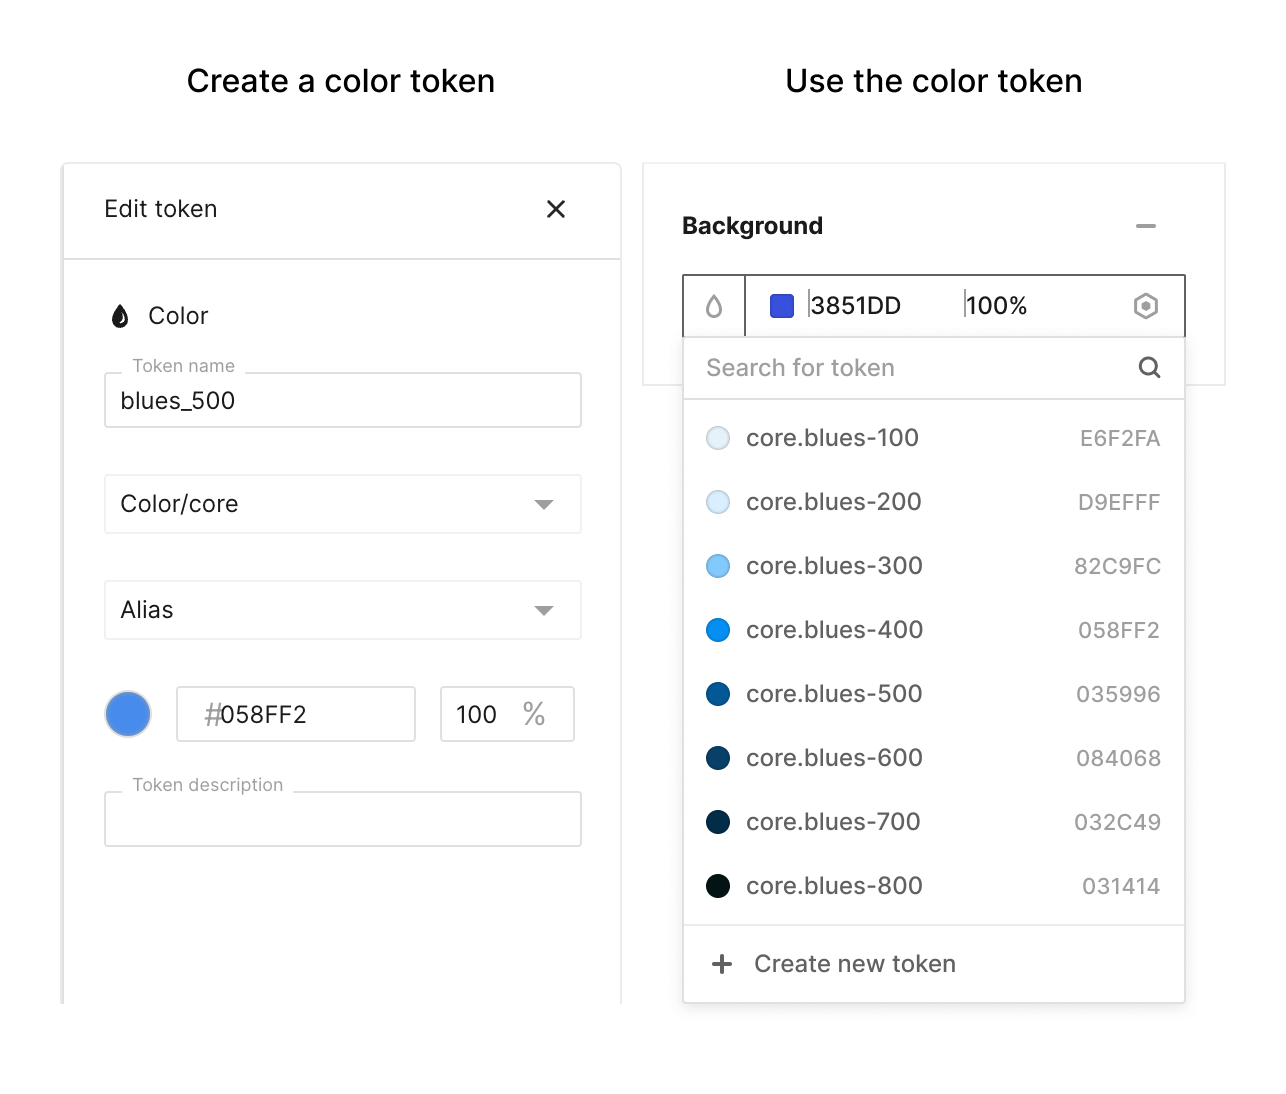 Create a color token
Edit token
Color
Token name
blues_500
Color/core
Alias
#058FF2
100 %
Token description
Use the color token
Background
3851DD 100%
Search for token
core.blues-100 E6F2FA
core.blues-200 D9EFFF
core.blues-300 82C9FC
core.blues-400 058FF2
core.blues-500 035996
core.blues-600 084068
core.blues-700 032C49
core.blues-800 031414
Create new token